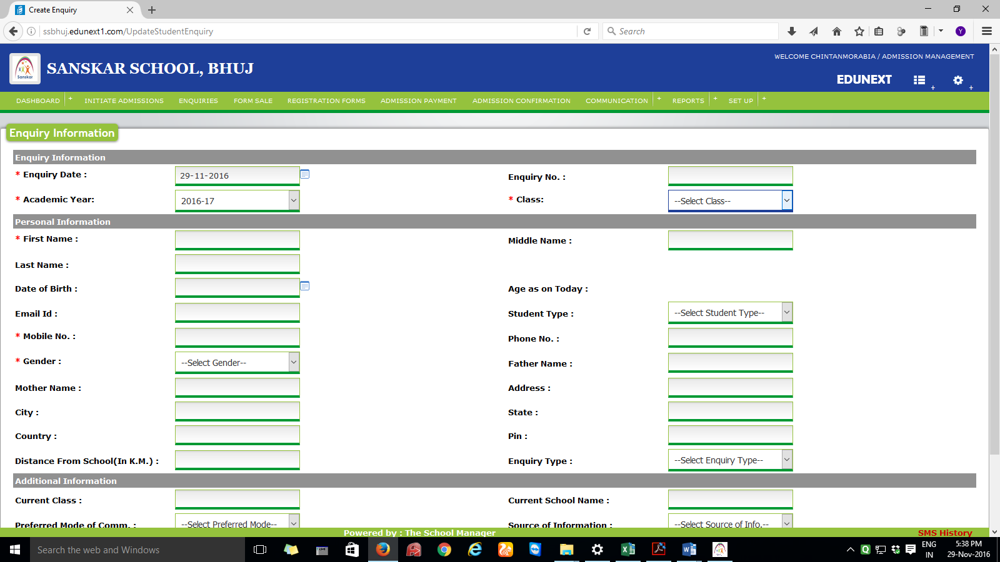 Create Enquiry
ssbhuj.edunext1.com/UpdateStudentEnquiry
Search
Sanskar
SANSKAR SCHOOL, BHUJ
WELCOME CHINTANMORABIA / ADMISSION MANAGEMENT
EDUNEXT
DASHBOARD + INITIATE ADMISSIONS ENQUIRIES FORM SALE REGISTRATION FORMS ADMISSION PAYMENT ADMISSION CONFIRMATION COMMUNICATION + REPORTS + SET UP +
Enquiry Information
Enquiry Information
* Enquiry Date : 29-11-2016 Enquiry No. :
* Academic Year: 2016-17 * Class: --Select Class--
Personal Information
* First Name : Middle Name :
Last Name :
Date of Birth : Age as on Today :
Email Id : Student Type : --Select Student Type--
* Mobile No. : Phone No. :
* Gender : --Select Gender-- Father Name :
Mother Name : Address :
City : State :
Country : Pin :
Distance From School(In K.M.) : Enquiry Type : --Select Enquiry Type--
Additional Information
Current Class : Current School Name :
Preferred Mode of Comm. : --Select Preferred Mode-- Source of Information : --Select Source of Info.--
Powered by : The School Manager SMS History
Search the web and Windows
ENG
IN
5:38 PM
29-Nov-2016